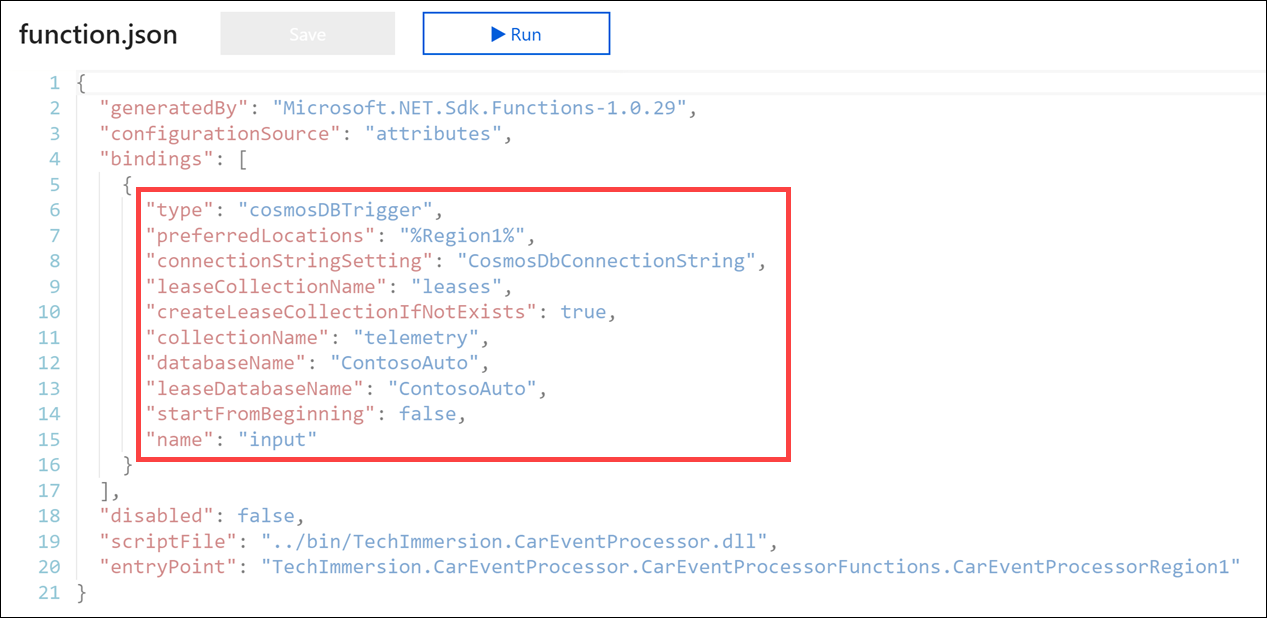 function.json Save Run
1 {
2 "generatedBy": "Microsoft.NET.Sdk.Functions-1.0.29",
3 "configurationSource": "attributes",
4 "bindings": [
5 {
6 "type": "cosmosDBTrigger",
7 "preferredLocations": "%Region1%",
8 "connectionStringSetting": "CosmosDbConnectionString",
9 "leaseCollectionName": "leases",
10 "createLeaseCollectionIfNotExists": true,
11 "collectionName": "telemetry",
12 "databaseName": "ContosoAuto",
13 "leaseDatabaseName": "ContosoAuto",
14 "startFromBeginning": false,
15 "name": "input"
16 }
17 ],
18 "disabled": false,
19 "scriptFile": "../bin/TechImmersion.CarEventProcessor.dll",
20 "entryPoint": "TechImmersion.CarEventProcessor.CarEventProcessorFunctions.CarEventProcessorRegion1"
21 }